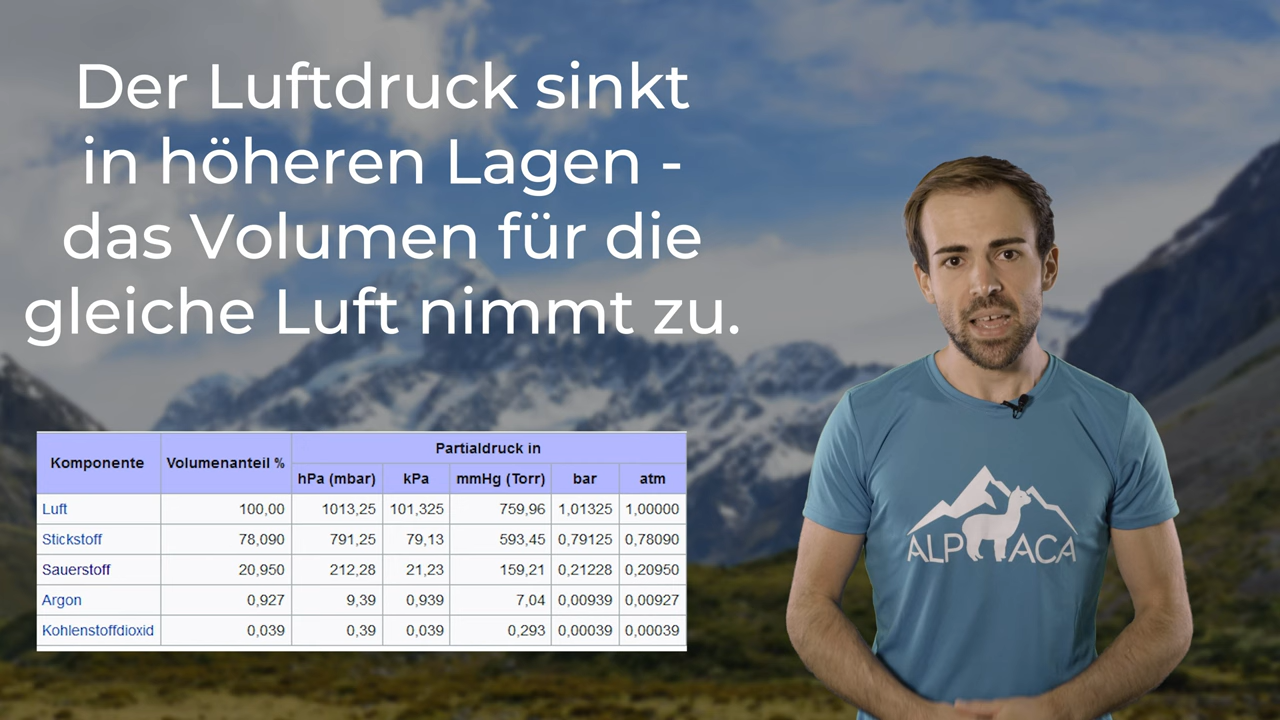 Der Luftdruck sinkt
in höheren Lagen -
das Volumen für die
gleiche Luft nimmt zu.
Komponente Volumenanteil % Partialdruck in
hPa (mbar) kPa mmHg (Torr) bar atm
Luft 100,00 1013,25 101,325 759,96 1,01325 1,00000
Stickstoff 78,090 791,25 79,13 593,45 0,79125 0,78090
Sauerstoff 20,950 212,28 21,23 159,21 0,21228 0,20950
Argon 0,927 9,39 0,939 7,04 0,00939 0,00927
Kohlenstoffdioxid 0,039 0,39 0,039 0,293 0,00039 0,00039
ALPACA